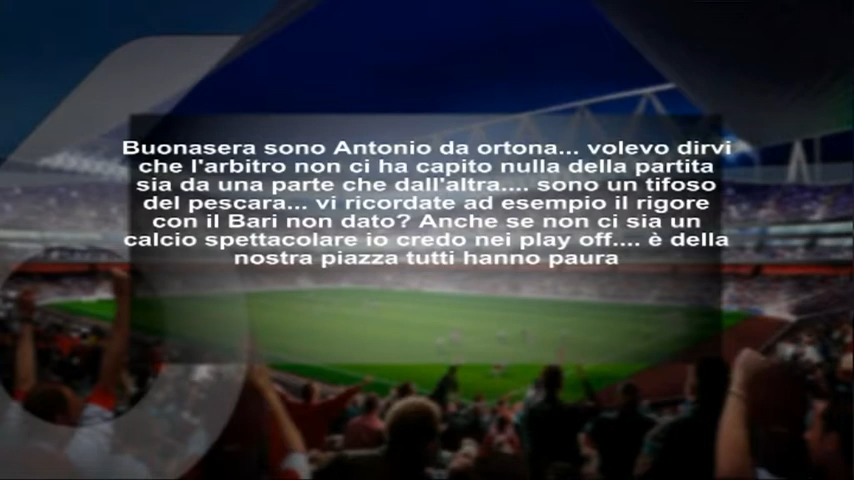 Buonasera sono Antonio da ortona... volevo dirvi
che l'arbitro non ci ha capito nulla della partita
sia da una parte che dall'altra.... sono un tifoso
del pescara... vi ricordate ad esempio il rigore
con il Bari non dato? Anche se non ci sia un
calcio spettacolare io credo nei play off.... è della
nostra piazza tutti hanno paura